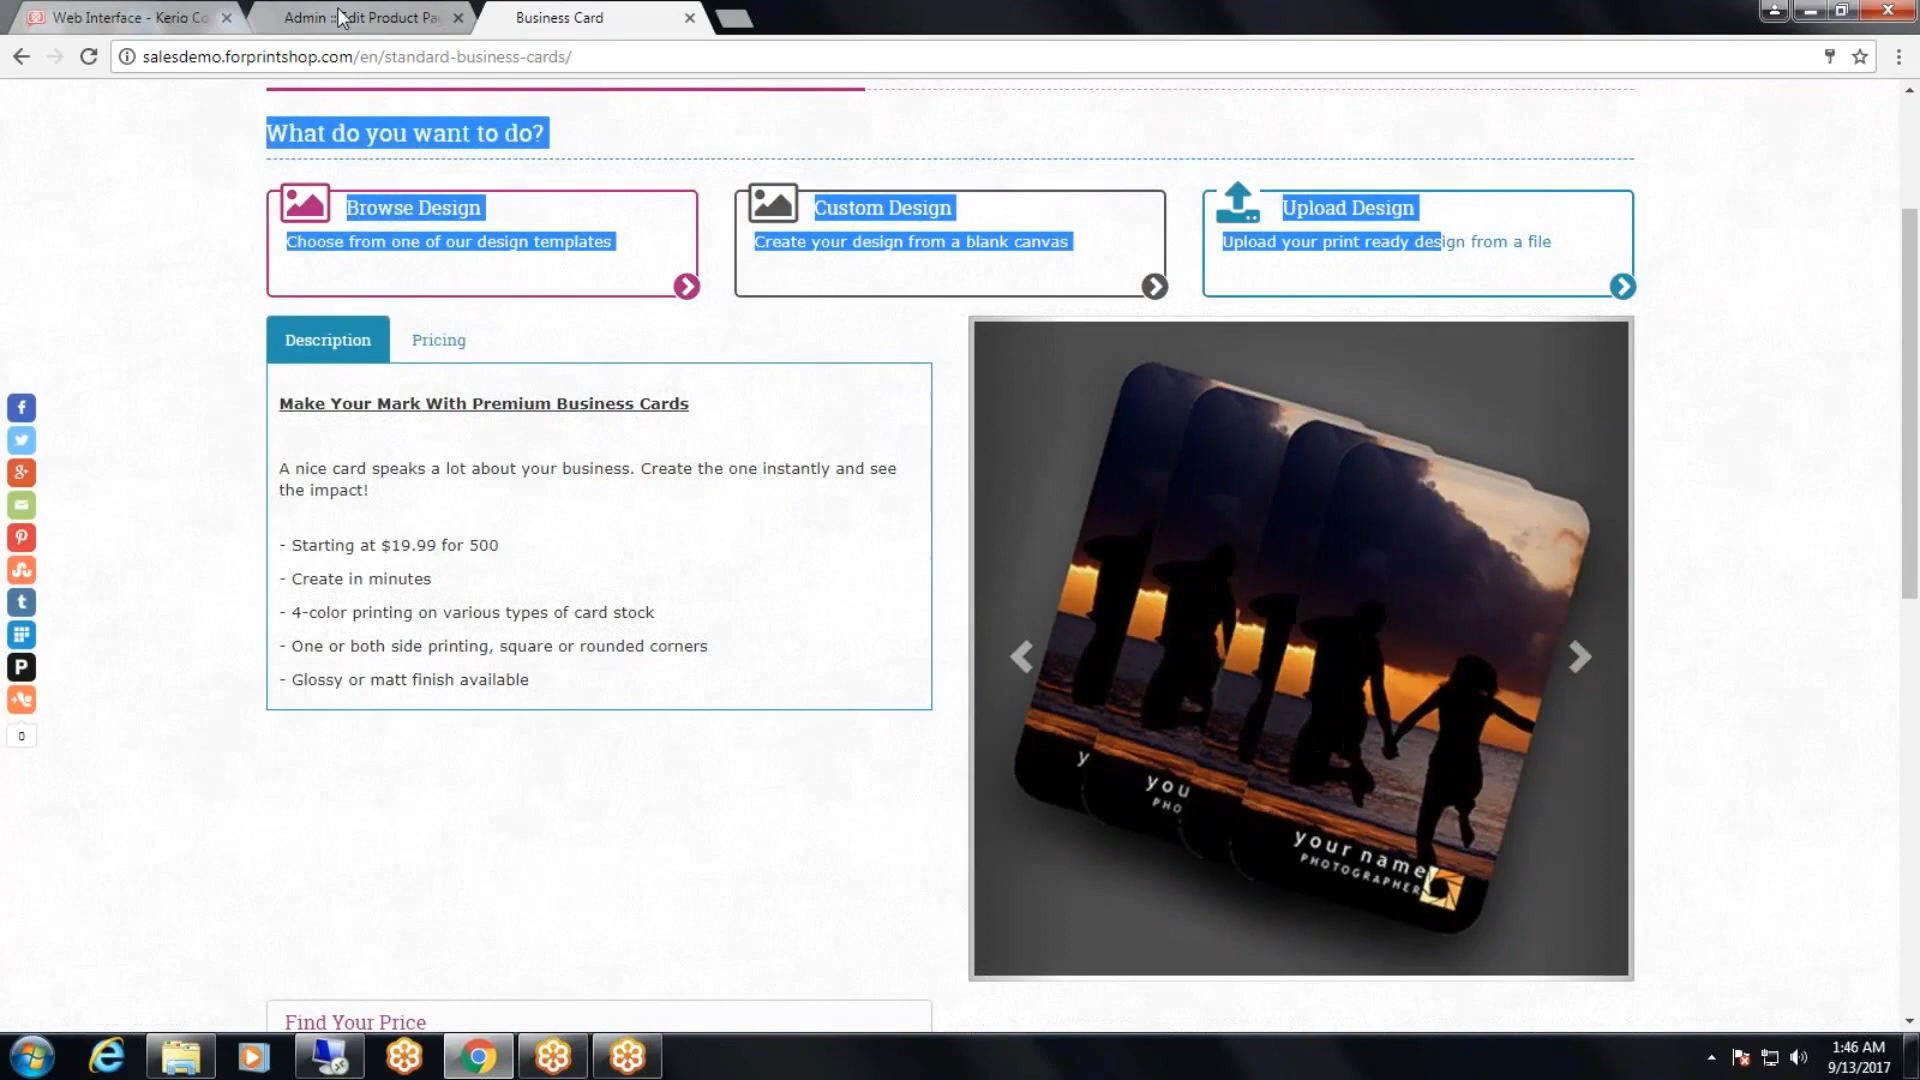 Web Interface - Kerio Co
Admin :: Edit Product Pa
Business Card
salesdemo.forprintshop.com/en/standard-business-cards/
What do you want to do?
Browse Design
Choose from one of our design templates
Custom Design
Create your design from a blank canvas
Upload Design
Upload your print ready design from a file
Description
Pricing
Make Your Mark With Premium Business Cards
A nice card speaks a lot about your business. Create the one instantly and see
the impact!
- Starting at $19.99 for 500
- Create in minutes
- 4-color printing on various types of card stock
- One or both side printing, square or rounded corners
- Glossy or matt finish available
0
y
you
PHO
your name
PHOTOGRAPHER
Find Your Price
1:46 AM
9/13/2017